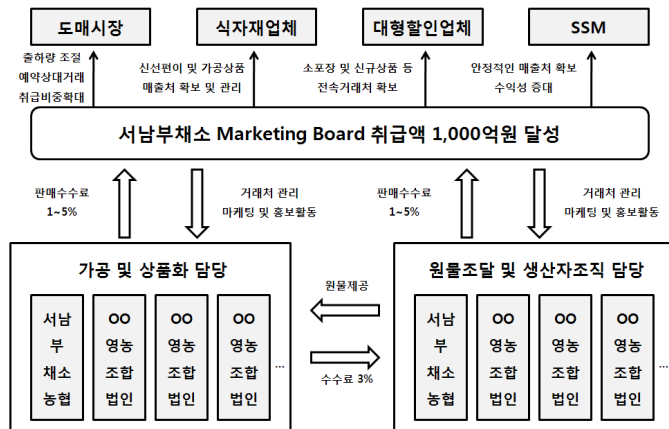 도매시장
식자재업체
대형할인업체
SSM
출하량 조절
예약상대거래
취급비중확대
신선편이 및 가공상품
매출처 확보 및 관리
소포장 및 신규상품 등
전속거래처 확보
안정적인 매출처 확보
수익성 증대
서남부채소 Marketing Board 취급액 1,000억원 달성
판매수수료
1~5%
거래처 관리
마케팅 및 홍보활동
판매수수료
1~5%
거래처 관리
마케팅 및 홍보활동
가공 및 상품화 담당
서남
부
채소
농협
OO
영농
조합
법인
OO
영농
조합
법인
OO
영농
조합
법인
...
원물제공
수수료 3%
원물조달 및 생산자조직 담당
서남
부
채소
농협
OO
영농
조합
법인
OO
영농
조합
법인
OO
영농
조합
법인
...